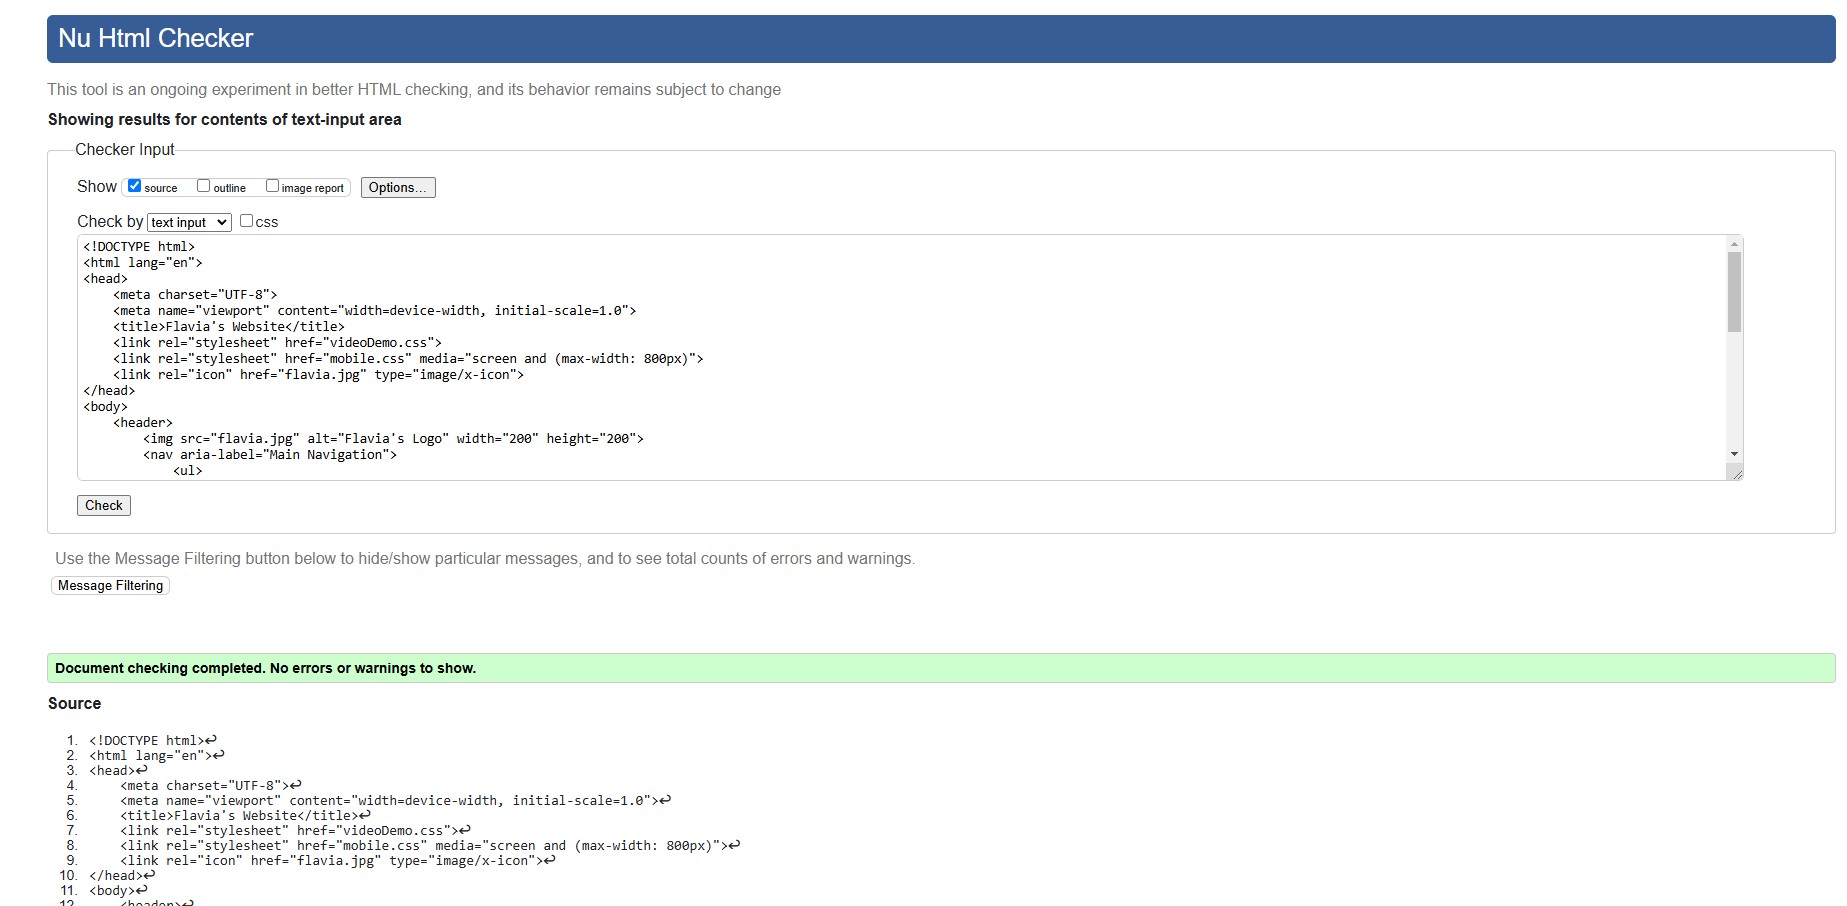 Nu Html Checker
This tool is an ongoing experiment in better HTML checking, and its behavior remains subject to change
Showing results for contents of text-input area
Checker Input
Show source outline image report Options...
Check by text input css
<!DOCTYPE html>
<html lang="en">
<head>
    <meta charset="UTF-8">
    <meta name="viewport" content="width=device-width, initial-scale=1.0">
    <title>Flavia's Website</title>
    <link rel="stylesheet" href="videoDemo.css">
    <link rel="stylesheet" href="mobile.css" media="screen and (max-width: 800px)">
    <link rel="icon" href="flavia.jpg" type="image/x-icon">
</head>
<body>
    <header>
        <img src="flavia.jpg" alt="Flavia's Logo" width="200" height="200">
        <nav aria-label="Main Navigation">
            <ul>
Check
Use the Message Filtering button below to hide/show particular messages, and to see total counts of errors and warnings.
Message Filtering
Document checking completed. No errors or warnings to show.
Source
1. <!DOCTYPE html>↩
2. <html lang="en">↩
3. <head>↩
4.     <meta charset="UTF-8">↩
5.     <meta name="viewport" content="width=device-width, initial-scale=1.0">↩
6.     <title>Flavia's Website</title>↩
7.     <link rel="stylesheet" href="videoDemo.css">↩
8.     <link rel="stylesheet" href="mobile.css" media="screen and (max-width: 800px)">↩
9.     <link rel="icon" href="flavia.jpg" type="image/x-icon">↩
10. </head>↩
11. <body>↩
12.     <header>↩